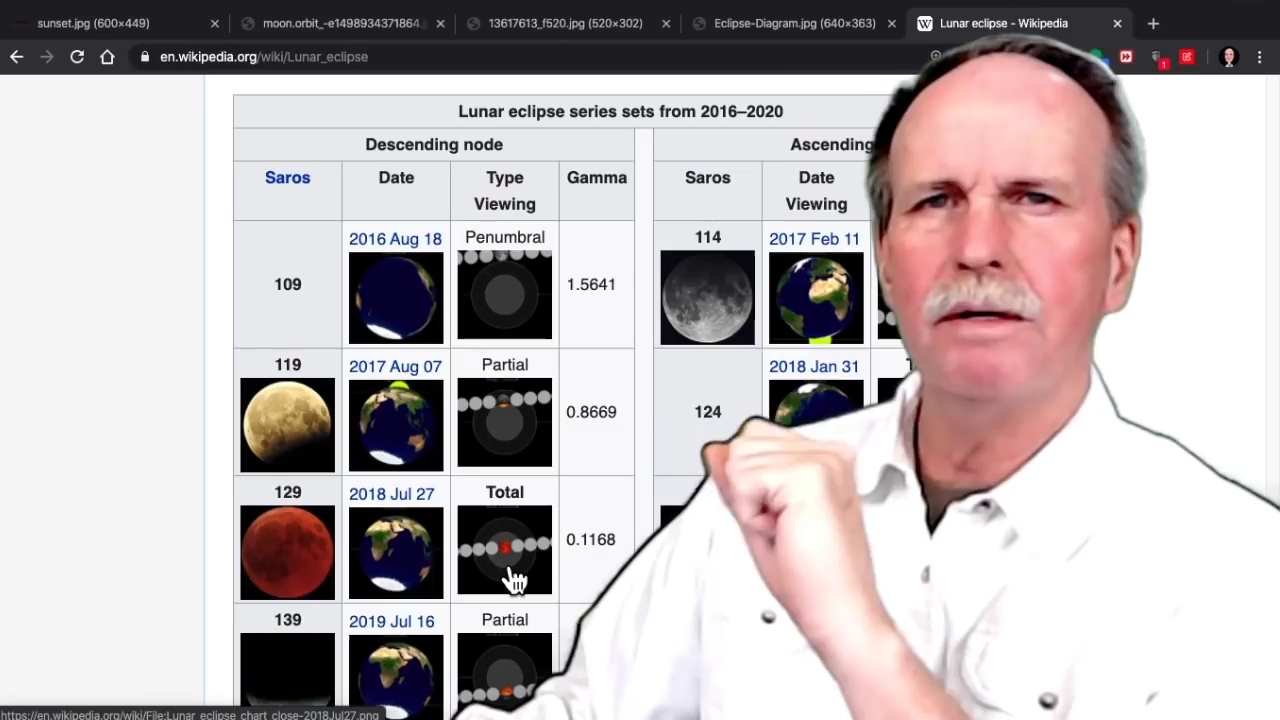 sunset.jpg (600×449)
moon.orbit_-e1498934371864.
13617613_f520.jpg (520×302)
Eclipse-Diagram.jpg (640×363)
W Lunar eclipse - Wikipedia
en.wikipedia.org/wiki/Lunar_eclipse
1
Lunar eclipse series sets from 2016–2020
Descending node
Ascending
Saros Date Type Viewing Gamma
Saros Date Viewing
109 2016 Aug 18 Penumbral 1.5641
114 2017 Feb 11
119 2017 Aug 07 Partial 0.8669
124 2018 Jan 31
129 2018 Jul 27 Total 0.1168
139 2019 Jul 16 Partial
https://en.wikipedia.org/wiki/File:Lunar_eclipse_chart_close-2018Jul27.png